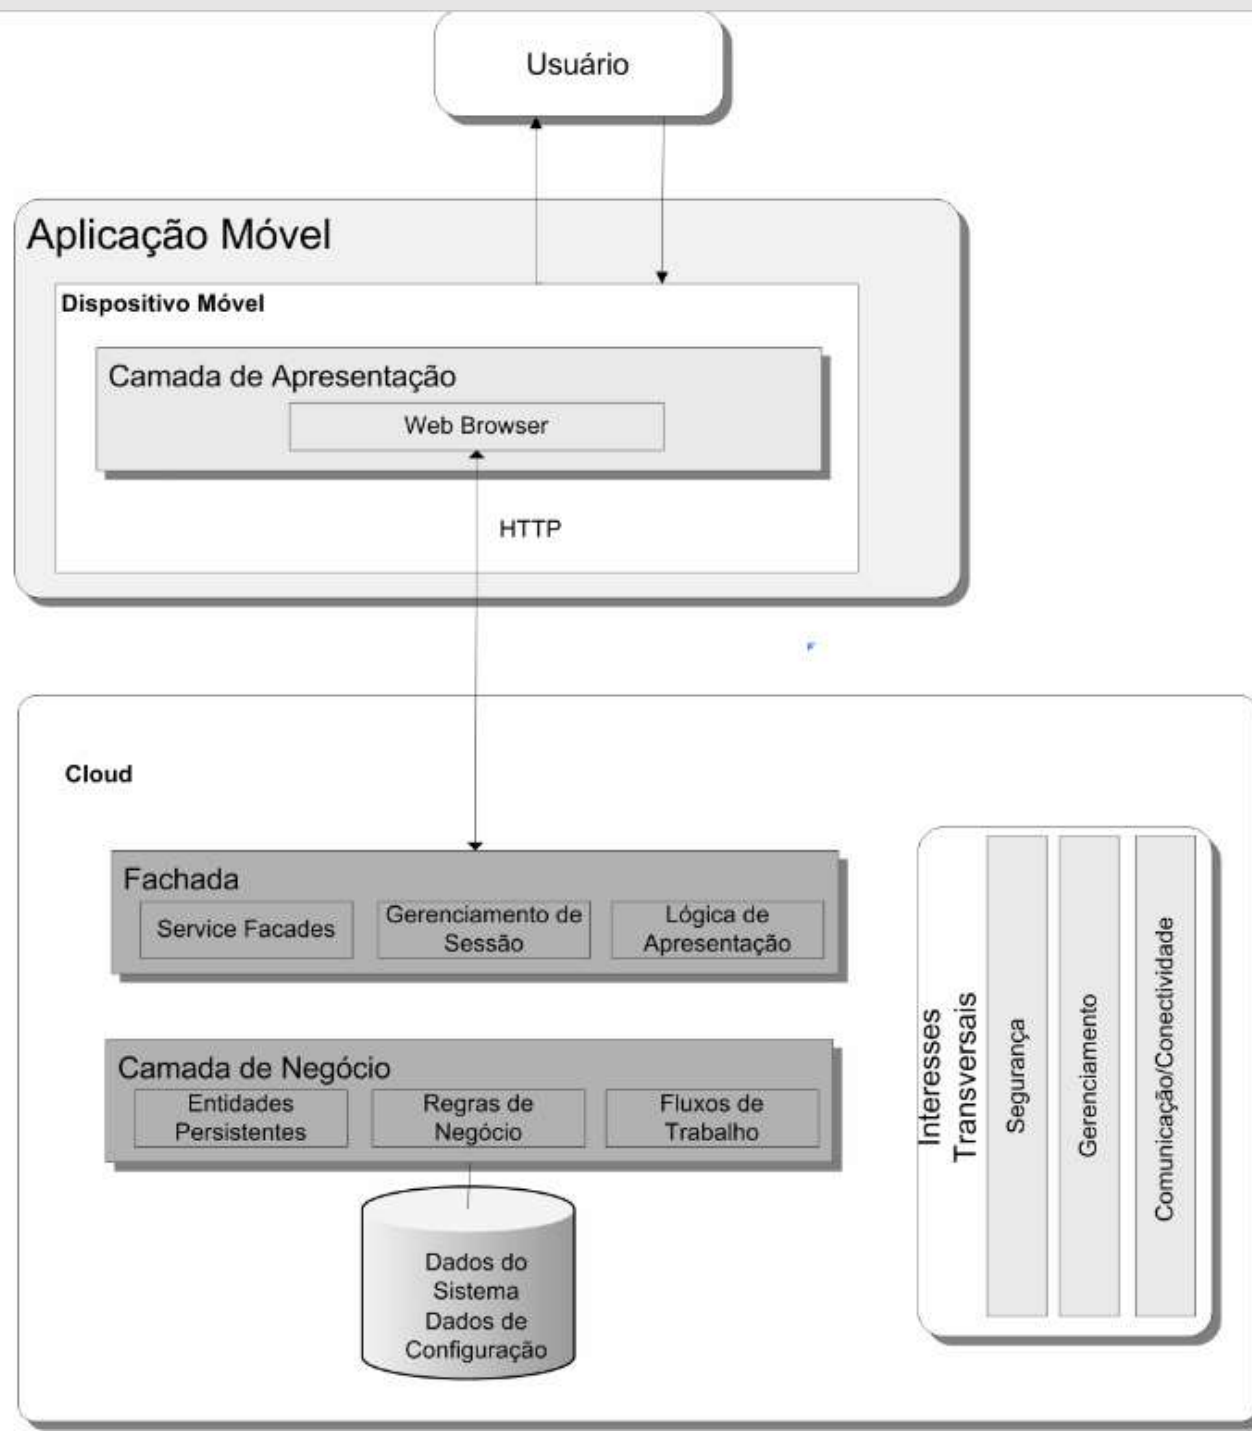 Usuário
Aplicação Móvel
Dispositivo Móvel
Camada de Apresentação
Web Browser
HTTP
Cloud
Fachada
Service Facades
Gerenciamento de
Sessão
Lógica de
Apresentação
Camada de Negócio
Entidades
Persistentes
Regras de
Negócio
Fluxos de
Trabalho
Dados do
Sistema
Dados de
Configuração
Interesses
Transversais
Segurança
Gerenciamento
Comunicação/Conectividade